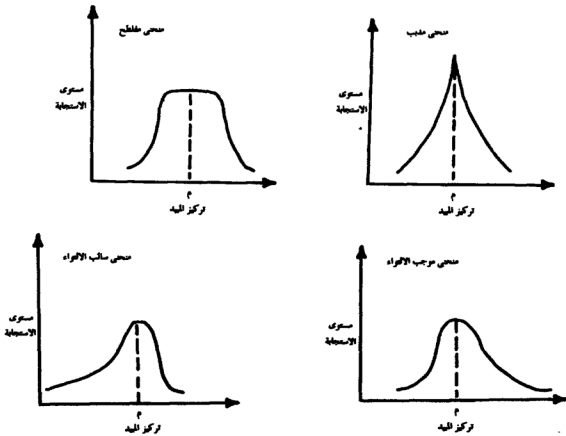 منحنى مفلطح
منحنى مدبب
مستوى
الاستجابة
مستوى
الاستجابة
م
تركيز المبيد
م
تركيز المبيد
منحنى سالب الالتواء
منحنى موجب الالتواء
مستوى
الاستجابة
مستوى
الاستجابة
م
تركيز المبيد
م
تركيز المبيد